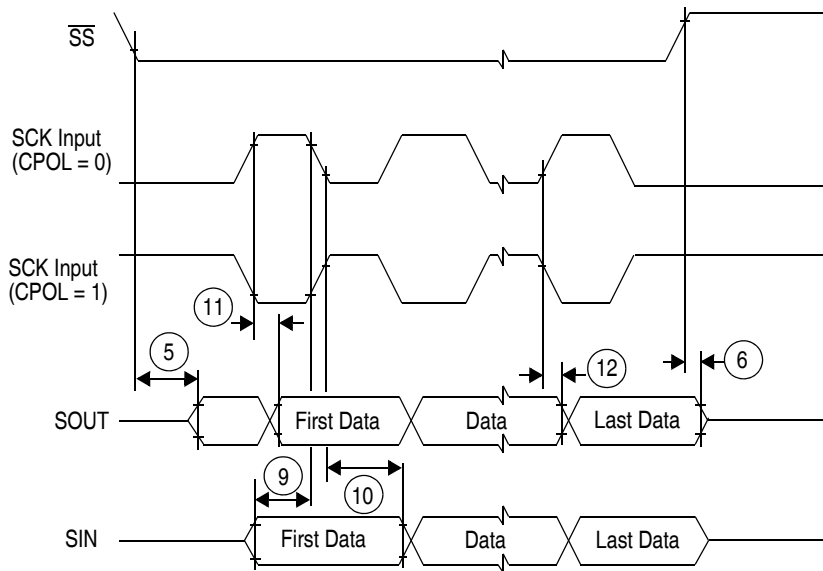 SS
SCK Input
(CPOL = 0)
SCK Input
(CPOL = 1)
11
5
12
6
SOUT
First Data
Data
Last Data
9
10
SIN
First Data
Data
Last Data